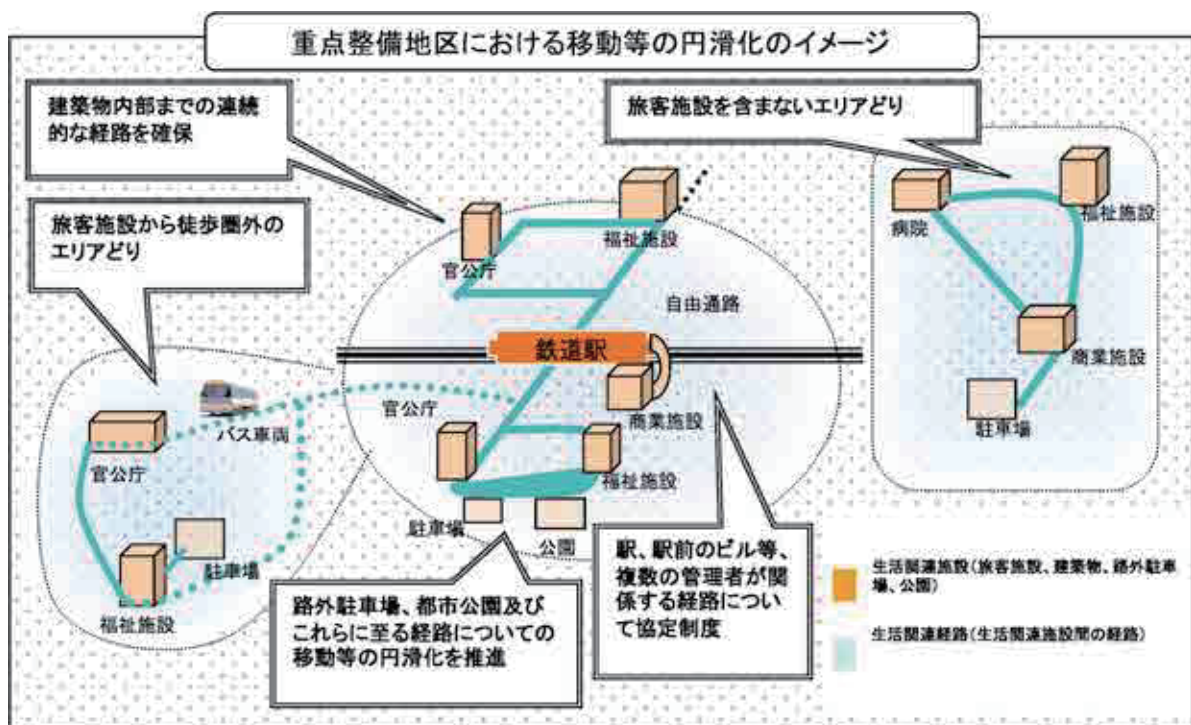 重点整備地区における移動等の円滑化のイメージ
建築物内部までの連続
的な経路を確保
旅客施設を含まないエリアどり
旅客施設から徒歩圏外の
エリアどり
官公庁
福祉施設
自由通路
鉄道駅
病院
福祉施設
商業施設
駐車場
バス車両
官公庁
駐車場
福祉施設
官公庁
商業施設
福祉施設
駐車場
公園
路外駐車場、都市公園及び
これらに至る経路についての
移動等の円滑化を推進
駅、駅前のビル等、
複数の管理者が関
係する経路につい
て協定制度
生活関連施設(旅客施設、建築物、路外駐車
場、公園)
生活関連経路(生活関連施設間の経路)